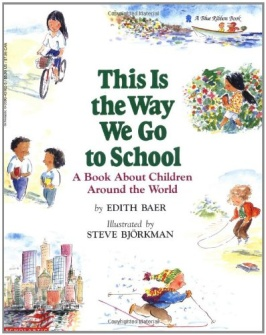 A Blue Ribbon Book
This Is
the Way
We Go
to School
A Book About Children
Around the World
by EDITH BAER
Illustrated by
STEVE BJÖRKMAN
SCHOLASTIC